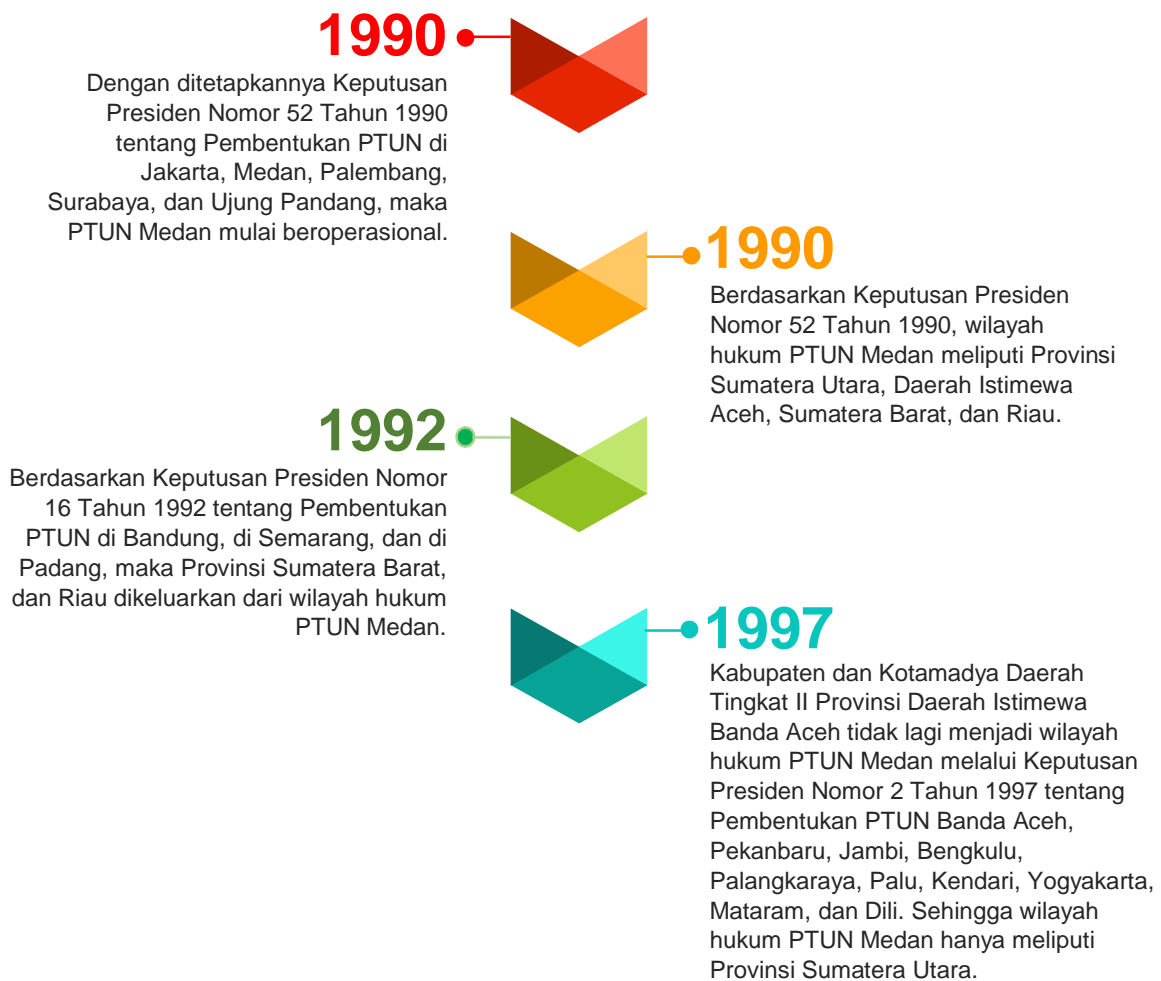 1990
Dengan ditetapkannya Keputusan
Presiden Nomor 52 Tahun 1990
tentang Pembentukan PTUN di
Jakarta, Medan, Palembang,
Surabaya, dan Ujung Pandang, maka
PTUN Medan mulai beroperasional.
1990
Berdasarkan Keputusan Presiden
Nomor 52 Tahun 1990, wilayah
hukum PTUN Medan meliputi Provinsi
Sumatera Utara, Daerah Istimewa
Aceh, Sumatera Barat, dan Riau.
1992
Berdasarkan Keputusan Presiden Nomor
16 Tahun 1992 tentang Pembentukan
PTUN di Bandung, di Semarang, dan di
Padang, maka Provinsi Sumatera Barat,
dan Riau dikeluarkan dari wilayah hukum
PTUN Medan.
1997
Kabupaten dan Kotamadya Daerah
Tingkat II Provinsi Daerah Istimewa
Banda Aceh tidak lagi menjadi wilayah
hukum PTUN Medan melalui Keputusan
Presiden Nomor 2 Tahun 1997 tentang
Pembentukan PTUN Banda Aceh,
Pekanbaru, Jambi, Bengkulu,
Palangkaraya, Palu, Kendari, Yogyakarta,
Mataram, dan Dili. Sehingga wilayah
hukum PTUN Medan hanya meliputi
Provinsi Sumatera Utara.